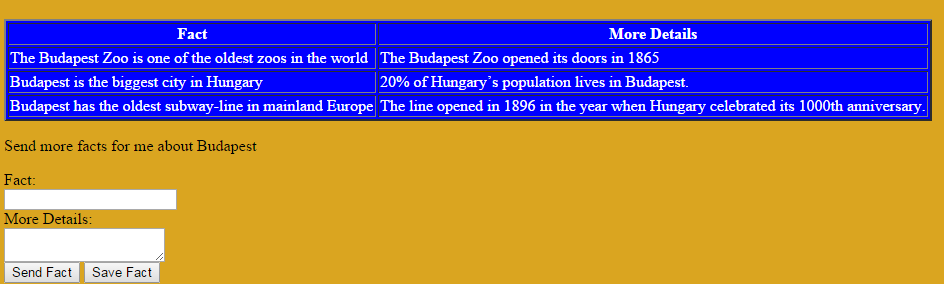 Fact More Details
The Budapest Zoo is one of the oldest zoos in the world The Budapest Zoo opened its doors in 1865
Budapest is the biggest city in Hungary 20% of Hungary’s population lives in Budapest.
Budapest has the oldest subway-line in mainland Europe The line opened in 1896 in the year when Hungary celebrated its 1000th anniversary.
Send more facts for me about Budapest
Fact:
More Details:
Send Fact Save Fact